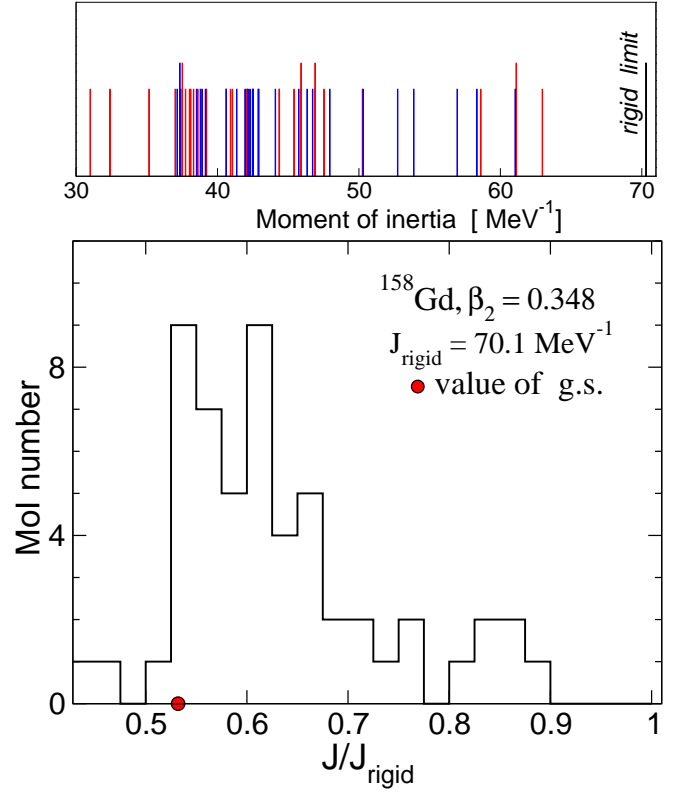 rigid limit
30 40 50 60 70
Moment of inertia [ MeV⁻¹]
¹⁵⁸Gd, β₂ = 0.348
J_rigid = 70.1 MeV⁻¹
value of g.s.
MoI number
8
4
0
0.5 0.6 0.7 0.8 0.9 1
J/J_rigid